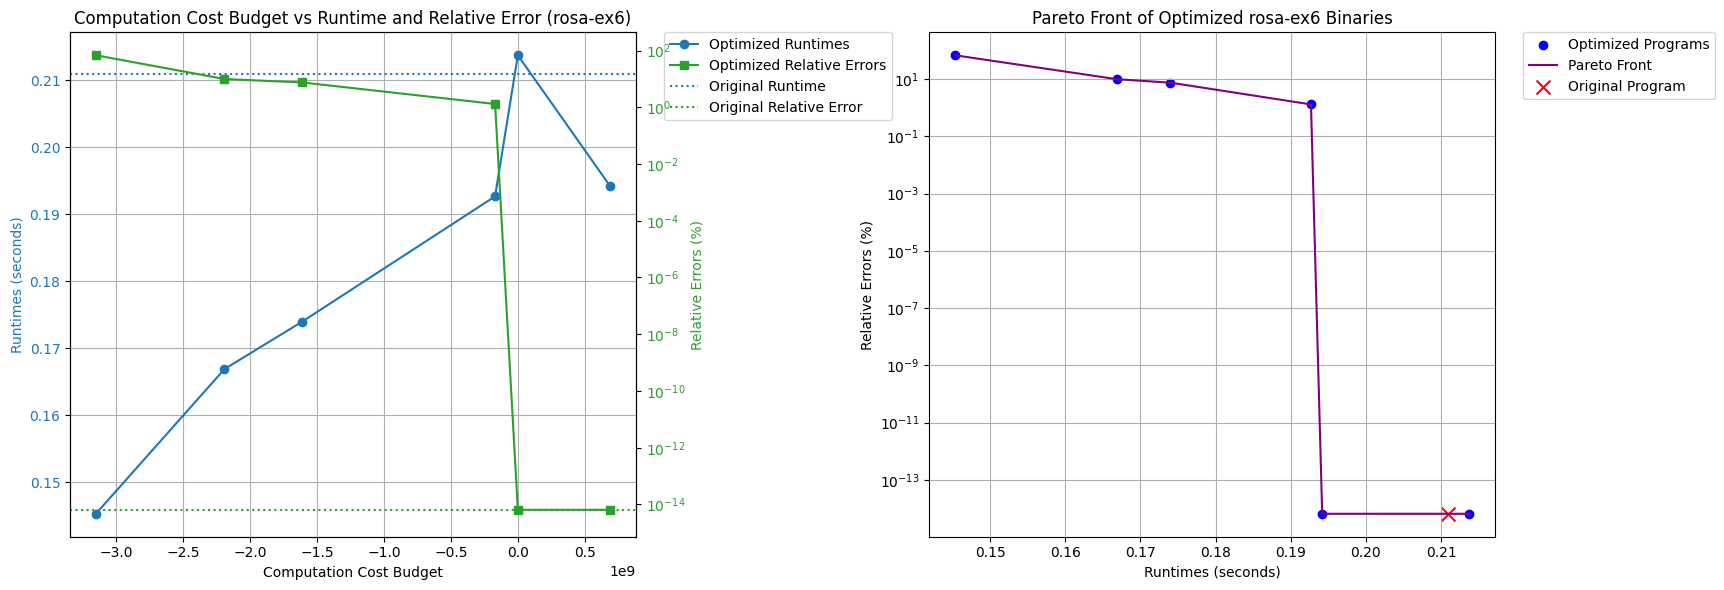 Computation Cost Budget vs Runtime and Relative Error (rosa-ex6)
Runtimes (seconds)
0.21
0.20
0.19
0.18
0.17
0.16
0.15
−3.0 −2.5 −2.0 −1.5 −1.0 −0.5 0.0 0.5
1e9
Computation Cost Budget
10²
10⁰
10⁻²
10⁻⁴
10⁻⁶
10⁻⁸
10⁻¹⁰
10⁻¹²
10⁻¹⁴
Relative Errors (%)
Optimized Runtimes
Optimized Relative Errors
Original Runtime
Original Relative Error
Pareto Front of Optimized rosa-ex6 Binaries
Relative Errors (%)
10¹
10⁻¹
10⁻³
10⁻⁵
10⁻⁷
10⁻⁹
10⁻¹¹
10⁻¹³
0.15 0.16 0.17 0.18 0.19 0.20 0.21
Runtimes (seconds)
Optimized Programs
Pareto Front
Original Program